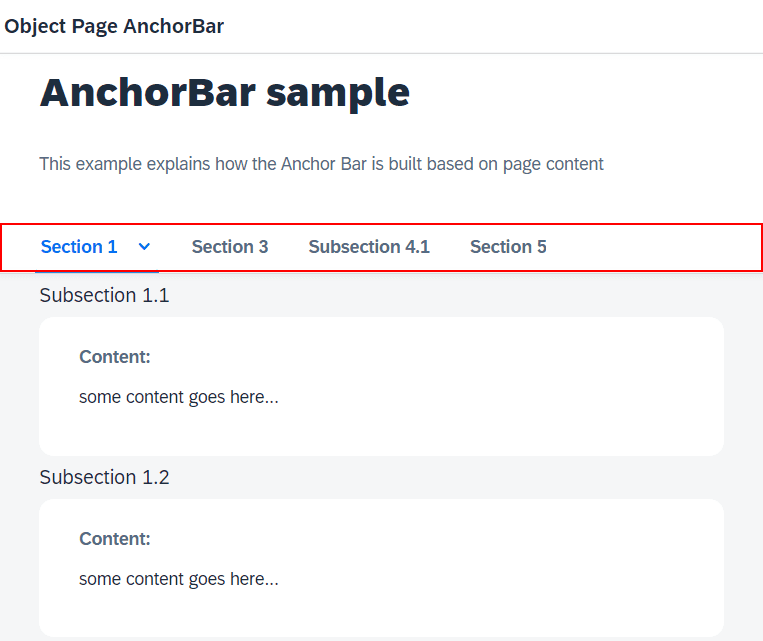 Object Page AnchorBar
AnchorBar sample
This example explains how the Anchor Bar is built based on page content
Section 1 Section 3 Subsection 4.1 Section 5
Subsection 1.1
Content:
some content goes here...
Subsection 1.2
Content:
some content goes here...